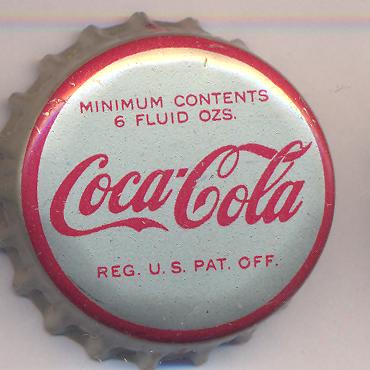 MINIMUM CONTENTS
6 FLUID OZS.
Coca-Cola
REG. U.S. PAT. OFF.